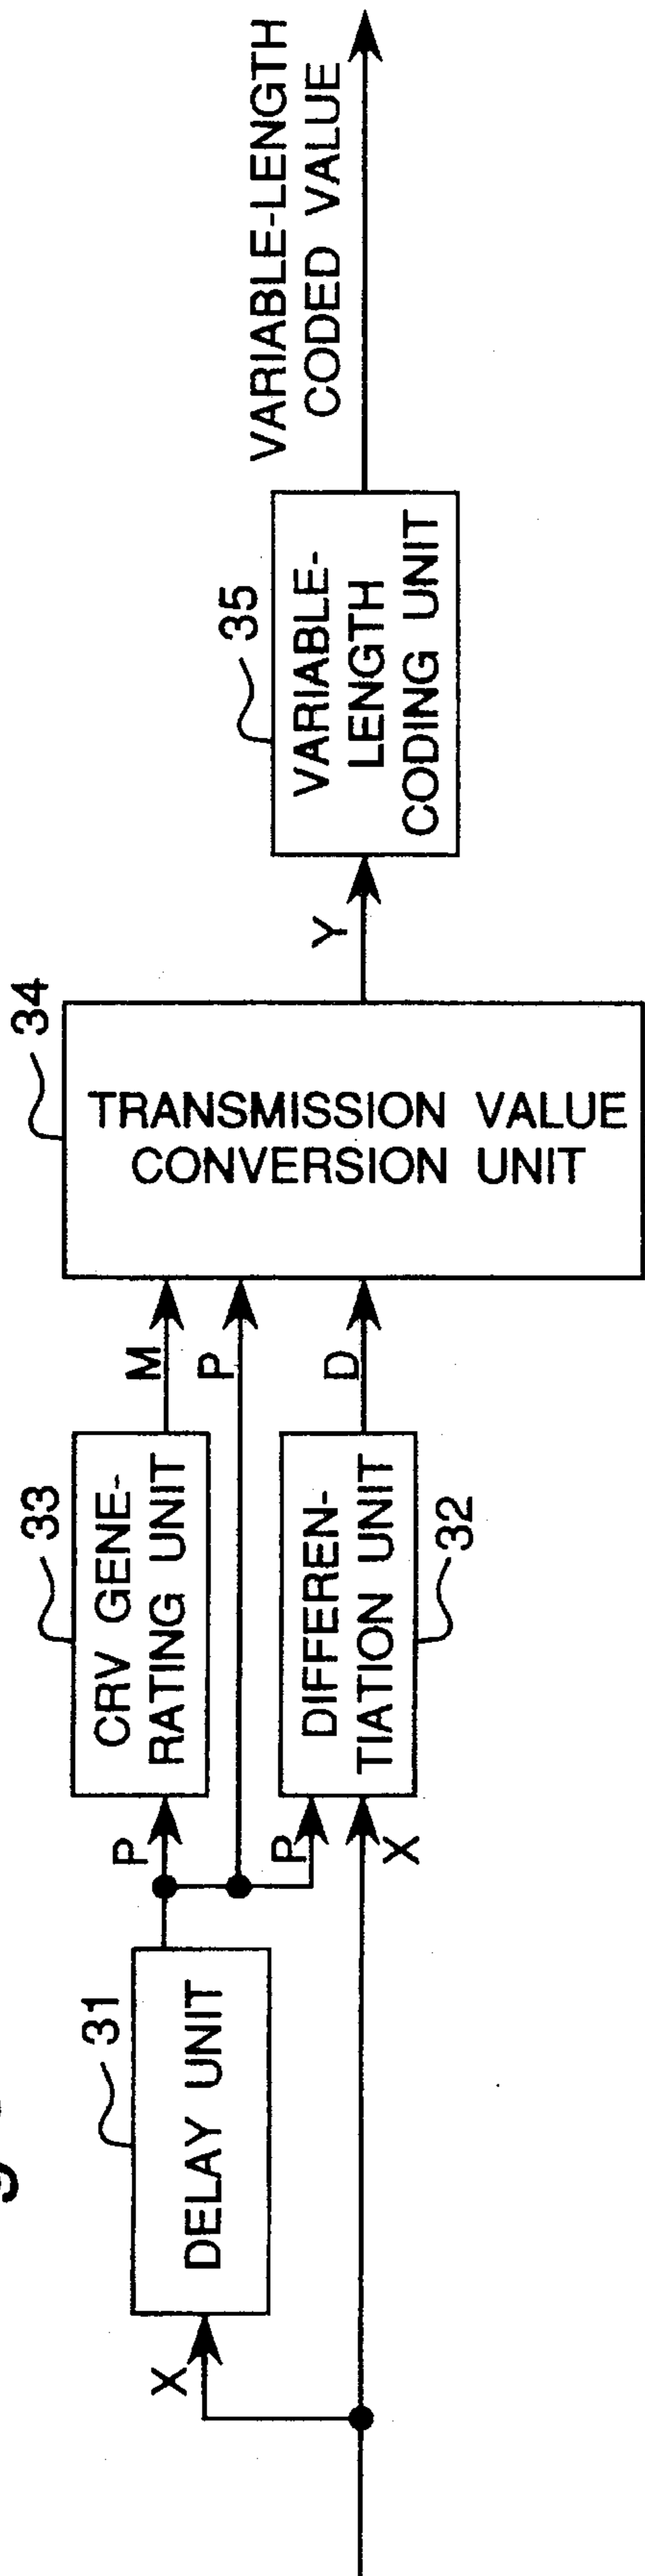 X
31
DELAY UNIT
P
P
X
33
CRV GENE-
RATING UNIT
DIFFEREN-
TIATION UNIT
32
M
P
D
34
TRANSMISSION VALUE
CONVERSION UNIT
Y
35
VARIABLE-
LENGTH
CODING UNIT
VARIABLE-LENGTH
CODED VALUE